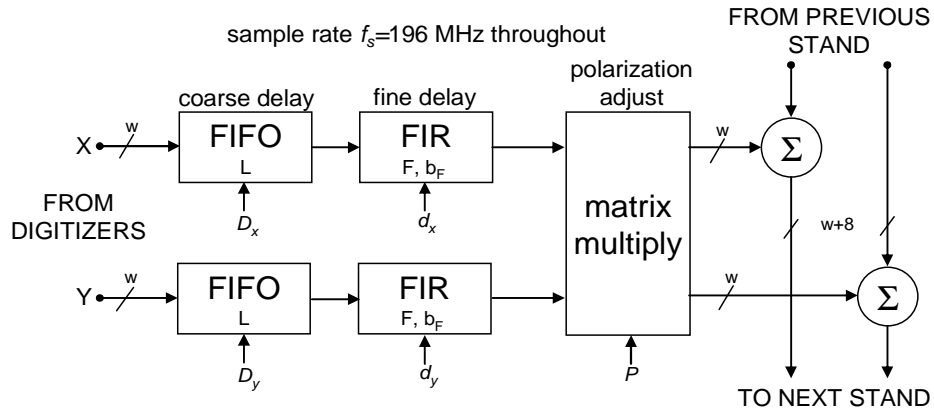 sample rate fs=196 MHz throughout
FROM PREVIOUS
STAND
coarse delay
fine delay
polarization
adjust
X
w
FIFO
L
FIR
F, bF
w
Σ
Dx
dx
FROM
DIGITIZERS
matrix
multiply
w+8
Y
w
FIFO
L
FIR
F, bF
w
Σ
Dy
dy
P
TO NEXT STAND